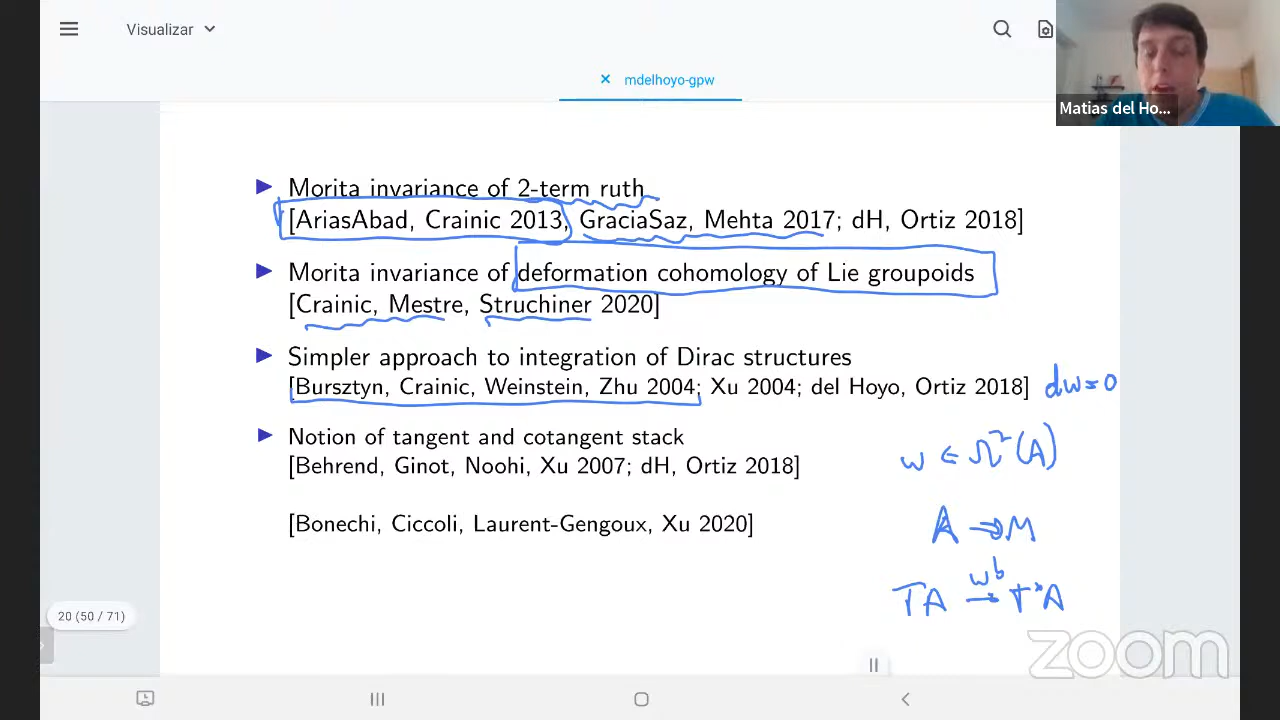 Visualizar
mdelhoyo-gpw
Matias del Ho...
▶ Morita invariance of 2-term ruth
[AriasAbad, Crainic 2013, GraciaSaz, Mehta 2017; dH, Ortiz 2018]
▶ Morita invariance of deformation cohomology of Lie groupoids
[Crainic, Mestre, Struchiner 2020]
▶ Simpler approach to integration of Dirac structures
[Bursztyn, Crainic, Weinstein, Zhu 2004; Xu 2004; del Hoyo, Ortiz 2018] dω=0
▶ Notion of tangent and cotangent stack
ω ∈ Ω²(A)
[Behrend, Ginot, Noohi, Xu 2007; dH, Ortiz 2018]
[Bonechi, Ciccoli, Laurent-Gengoux, Xu 2020]
A ⇒ M
TA →ω♭ T*A
20 (50 / 71)
zoom